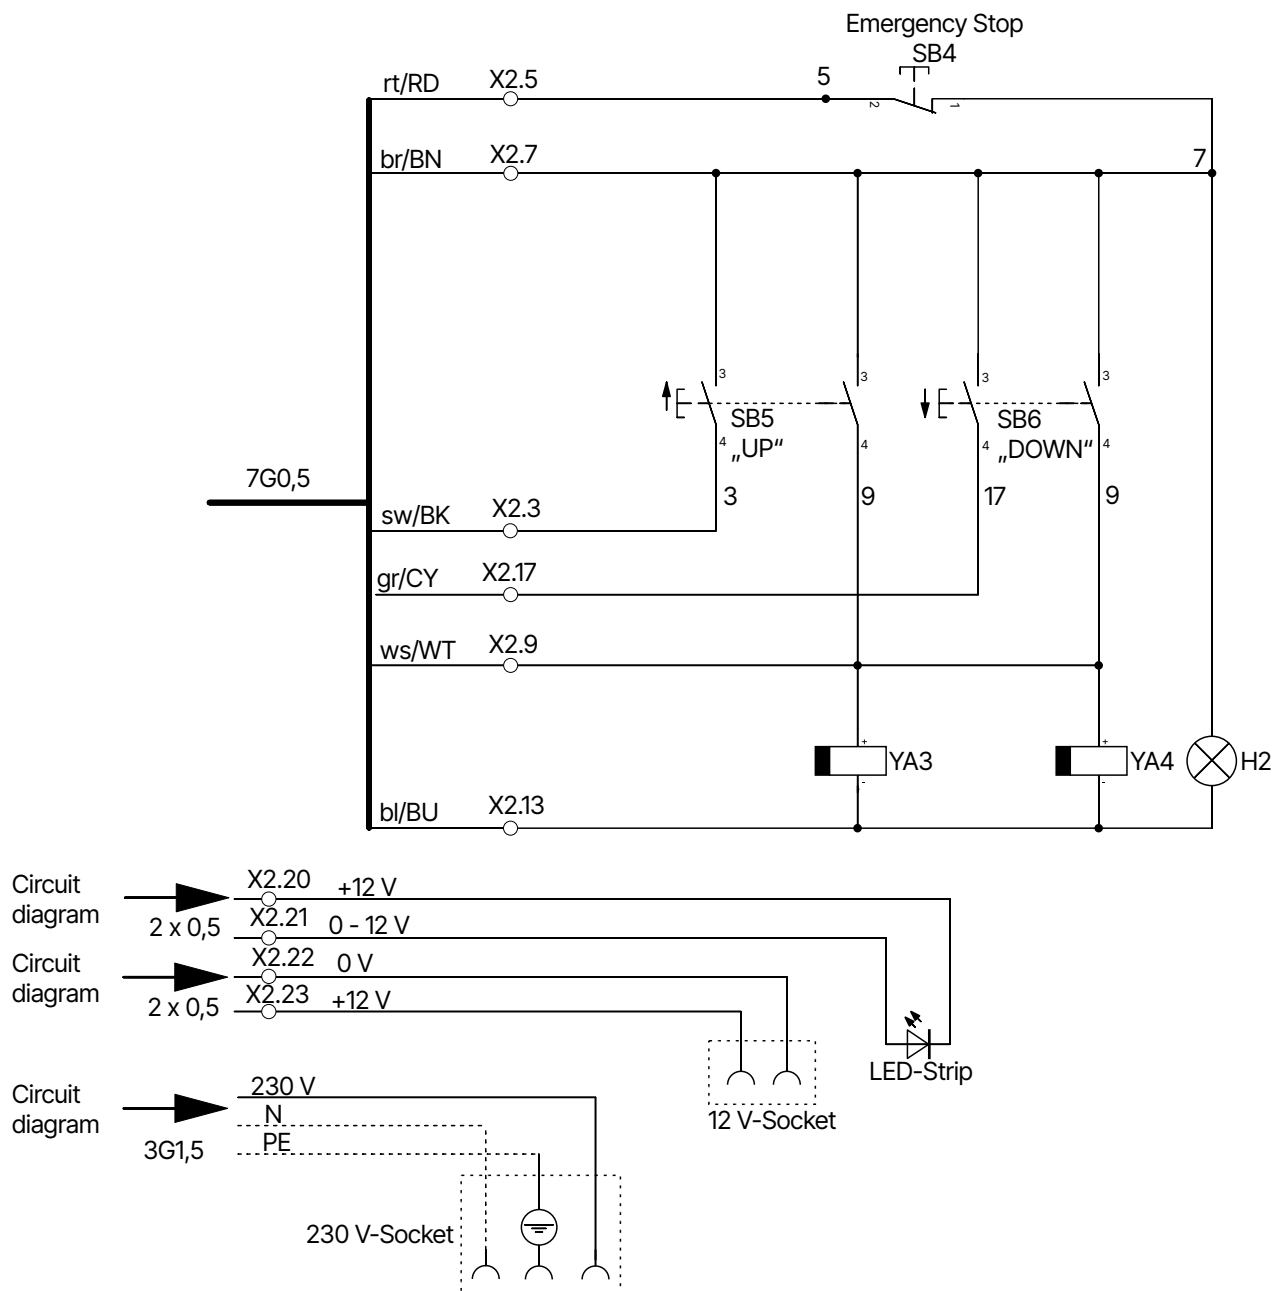 Emergency Stop
SB4
rt/RD
X2.5
5
2
1
br/BN
X2.7
7
3
3
3
3
SB5
„UP“
SB6
„DOWN“
4
4
4
4
7G0,5
3
9
17
9
sw/BK
X2.3
gr/CY
X2.17
ws/WT
X2.9
+
+
YA3
YA4
H2
-
-
bl/BU
X2.13
Circuit
diagram
X2.20
+12 V
2 x 0,5
X2.21
0 - 12 V
Circuit
diagram
X2.22
0 V
2 x 0,5
X2.23
+12 V
LED-Strip
12 V-Socket
Circuit
diagram
230 V
N
PE
3G1,5
230 V-Socket